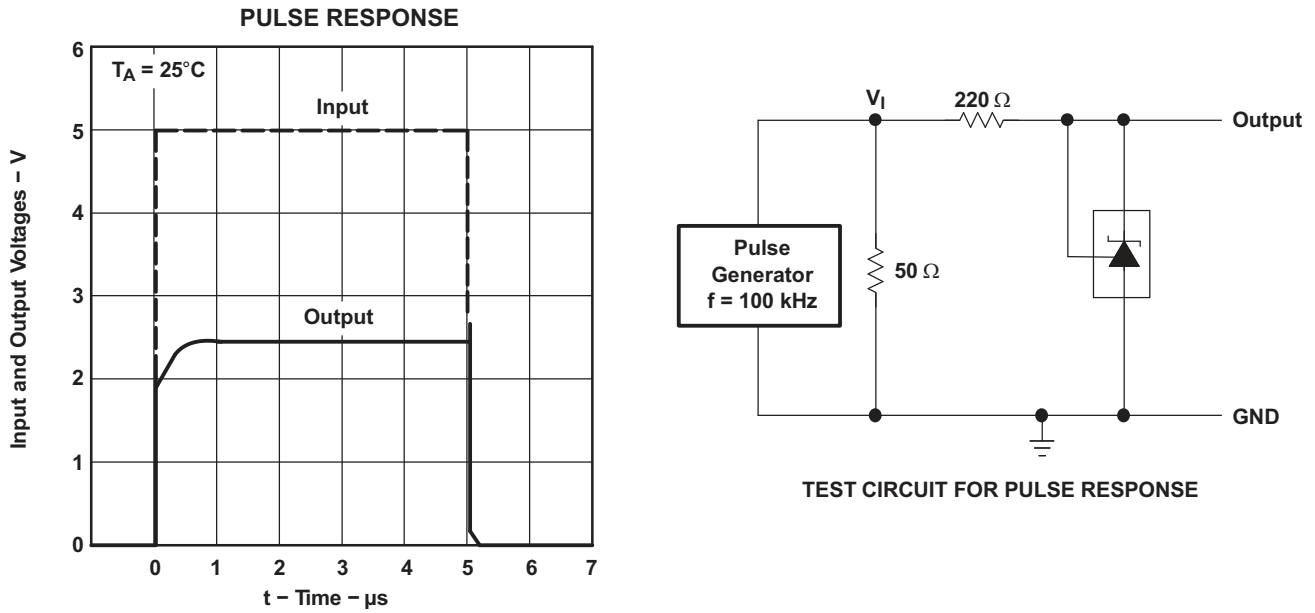 PULSE RESPONSE
6
5
4
3
2
1
0
T_A = 25°C
Input
Output
Input and Output Voltages − V
0 1 2 3 4 5 6 7
t − Time − μs
V_I
220 Ω
Output
Pulse
Generator
f = 100 kHz
50 Ω
GND
TEST CIRCUIT FOR PULSE RESPONSE